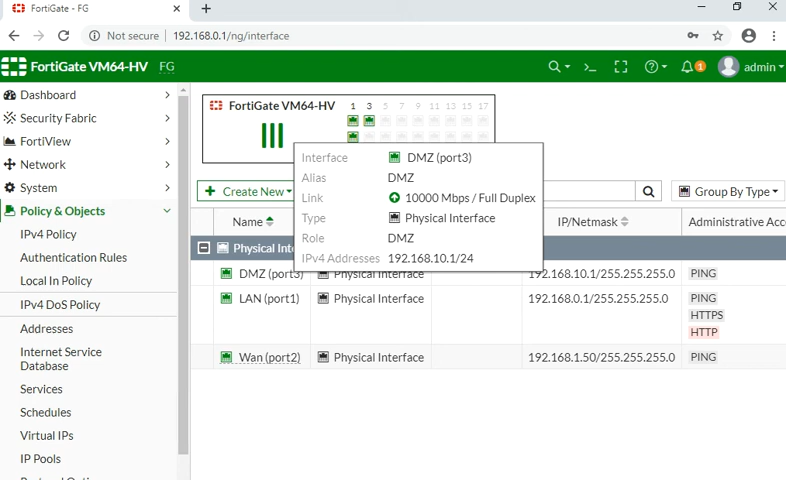 FortiGate - FG
Not secure | 192.168.0.1/ng/interface
FortiGate VM64-HV FG
1
admin
Dashboard
Security Fabric
FortiView
Network
System
Policy & Objects
IPv4 Policy
Authentication Rules
Local In Policy
IPv4 DoS Policy
Addresses
Internet Service
Database
Services
Schedules
Virtual IPs
IP Pools
FortiGate VM64-HV
1 3 5 7 9 11 13 15 17
Interface DMZ (port3)
Alias DMZ
Link 10000 Mbps / Full Duplex
Type Physical Interface
Role DMZ
IPv4 Addresses 192.168.10.1/24
+ Create New
Group By Type
Name IP/Netmask Administrative Acc
Physical Int
DMZ (port3) Physical Interface 192.168.10.1/255.255.255.0 PING
LAN (port1) Physical Interface 192.168.0.1/255.255.255.0 PING
HTTPS
HTTP
Wan (port2) Physical Interface 192.168.1.50/255.255.255.0 PING